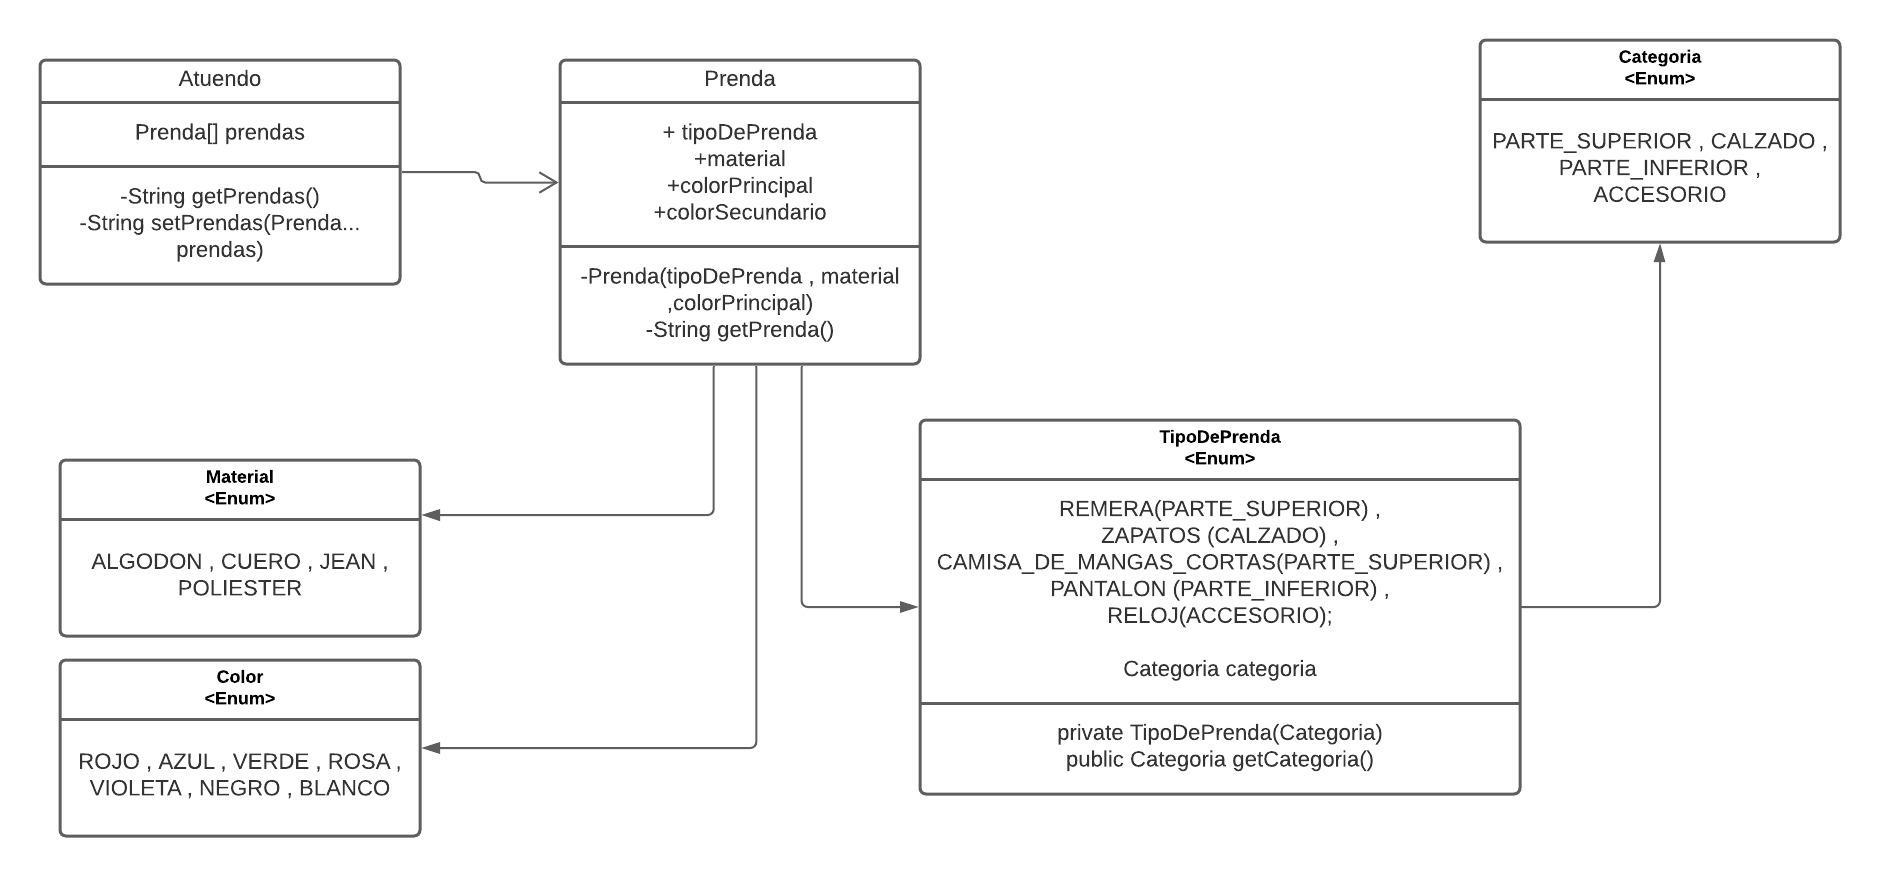 Atuendo
Prenda[] prendas
-String getPrendas()
-String setPrendas(Prenda...
prendas)
Prenda
+ tipoDePrenda
+material
+colorPrincipal
+colorSecundario
-Prenda(tipoDePrenda , material
,colorPrincipal)
-String getPrenda()
Categoria
<Enum>
PARTE_SUPERIOR , CALZADO ,
PARTE_INFERIOR ,
ACCESORIO
Material
<Enum>
ALGODON , CUERO , JEAN ,
POLIESTER
Color
<Enum>
ROJO , AZUL , VERDE , ROSA ,
VIOLETA , NEGRO , BLANCO
TipoDePrenda
<Enum>
REMERA(PARTE_SUPERIOR) ,
ZAPATOS (CALZADO) ,
CAMISA_DE_MANGAS_CORTAS(PARTE_SUPERIOR) ,
PANTALON (PARTE_INFERIOR) ,
RELOJ(ACCESORIO);
Categoria categoria
private TipoDePrenda(Categoria)
public Categoria getCategoria()